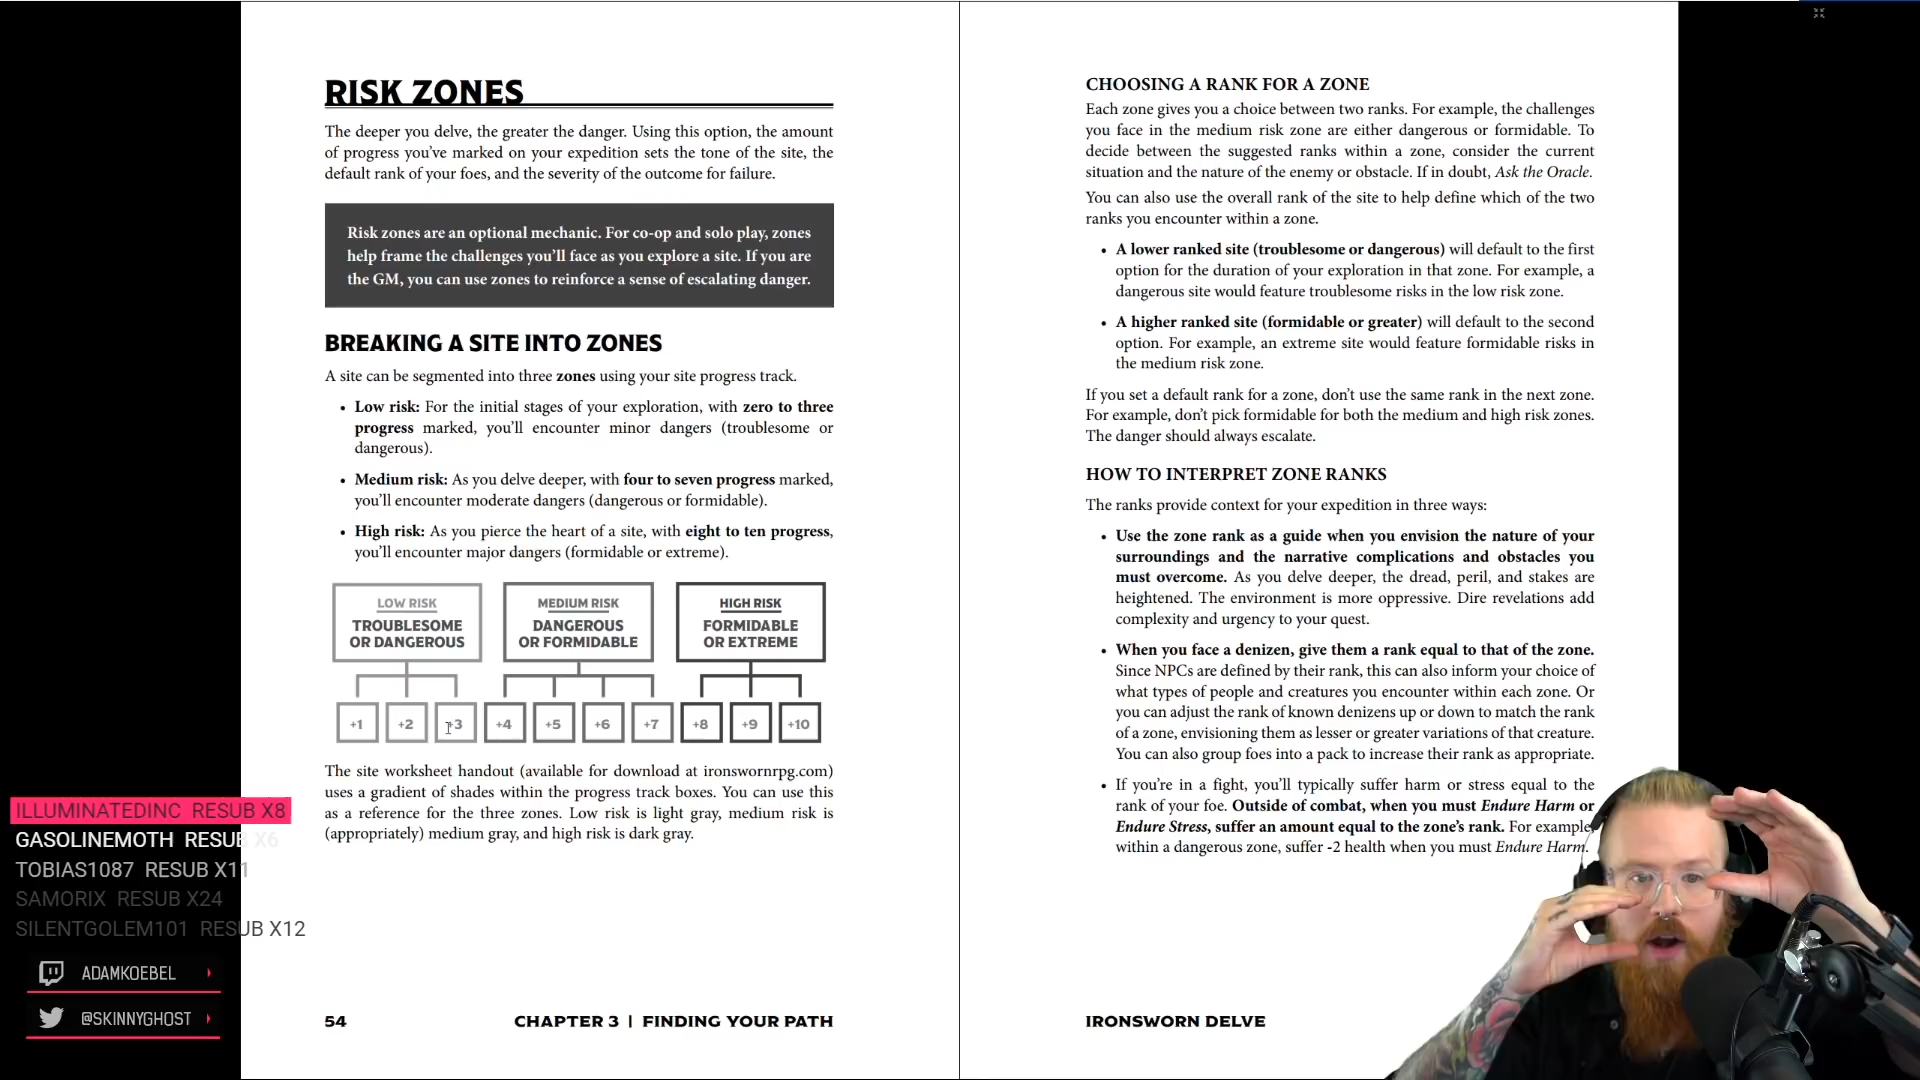 RISK ZONES
The deeper you delve, the greater the danger. Using this option, the amount
of progress you've marked on your expedition sets the tone of the site, the
default rank of your foes, and the severity of the outcome for failure.
Risk zones are an optional mechanic. For co-op and solo play, zones
help frame the challenges you'll face as you explore a site. If you are
the GM, you can use zones to reinforce a sense of escalating danger.
BREAKING A SITE INTO ZONES
A site can be segmented into three zones using your site progress track.
• Low risk: For the initial stages of your exploration, with zero to three
progress marked, you'll encounter minor dangers (troublesome or
dangerous).
• Medium risk: As you delve deeper, with four to seven progress marked,
you'll encounter moderate dangers (dangerous or formidable).
• High risk: As you pierce the heart of a site, with eight to ten progress,
you'll encounter major dangers (formidable or extreme).
LOW RISK
TROUBLESOME
OR DANGEROUS
MEDIUM RISK
DANGEROUS
OR FORMIDABLE
HIGH RISK
FORMIDABLE
OR EXTREME
+1 +2 +3 +4 +5 +6 +7 +8 +9 +10
The site worksheet handout (available for download at ironswornrpg.com)
uses a gradient of shades within the progress track boxes. You can use this
as a reference for the three zones. Low risk is light gray, medium risk is
(appropriately) medium gray, and high risk is dark gray.
54
CHAPTER 3 | FINDING YOUR PATH
CHOOSING A RANK FOR A ZONE
Each zone gives you a choice between two ranks. For example, the challenges
you face in the medium risk zone are either dangerous or formidable. To
decide between the suggested ranks within a zone, consider the current
situation and the nature of the enemy or obstacle. If in doubt, Ask the Oracle.
You can also use the overall rank of the site to help define which of the two
ranks you encounter within a zone.
• A lower ranked site (troublesome or dangerous) will default to the first
option for the duration of your exploration in that zone. For example, a
dangerous site would feature troublesome risks in the low risk zone.
• A higher ranked site (formidable or greater) will default to the second
option. For example, an extreme site would feature formidable risks in
the medium risk zone.
If you set a default rank for a zone, don't use the same rank in the next zone.
For example, don't pick formidable for both the medium and high risk zones.
The danger should always escalate.
HOW TO INTERPRET ZONE RANKS
The ranks provide context for your expedition in three ways:
• Use the zone rank as a guide when you envision the nature of your
surroundings and the narrative complications and obstacles you
must overcome. As you delve deeper, the dread, peril, and stakes are
heightened. The environment is more oppressive. Dire revelations add
complexity and urgency to your quest.
• When you face a denizen, give them a rank equal to that of the zone.
Since NPCs are defined by their rank, this can also inform your choice of
what types of people and creatures you encounter within each zone. Or
you can adjust the rank of known denizens up or down to match the rank
of a zone, envisioning them as lesser or greater variations of that creature.
You can also group foes into a pack to increase their rank as appropriate.
• If you're in a fight, you'll typically suffer harm or stress equal to the
rank of your foe. Outside of combat, when you must Endure Harm or
Endure Stress, suffer an amount equal to the zone's rank. For example,
within a dangerous zone, suffer -2 health when you must Endure Harm.
IRONSWORN DELVE
ILLUMINATEDINC RESUB X8
GASOLINEMOTH RESUB X6
TOBIAS1087 RESUB X11
SAMORIX RESUB X24
SILENTGOLEM101 RESUB X12
ADAMKOEBEL
@SKINNYGHOST